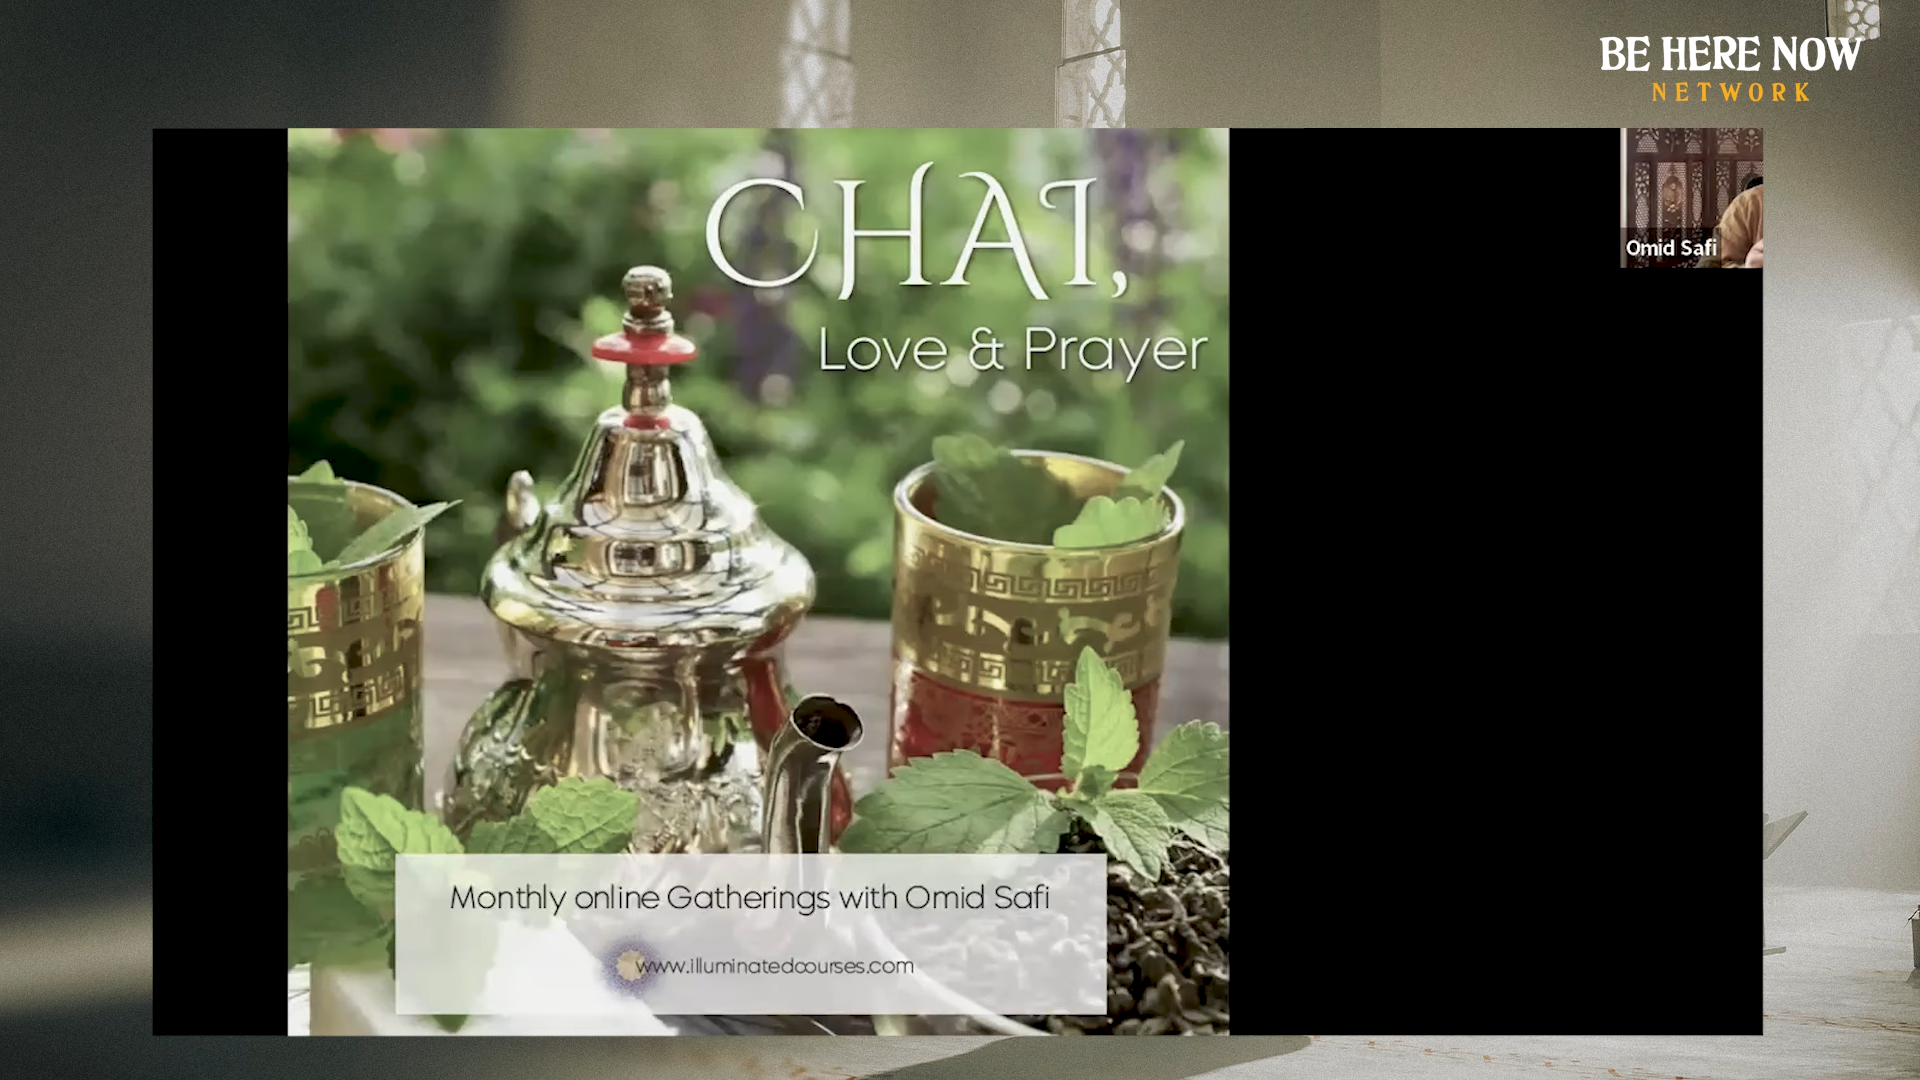 BE HERE NOW
NETWORK
CHAI,
Love & Prayer
Omid Safi
Monthly online Gatherings with Omid Safi
www.illuminatedcourses.com